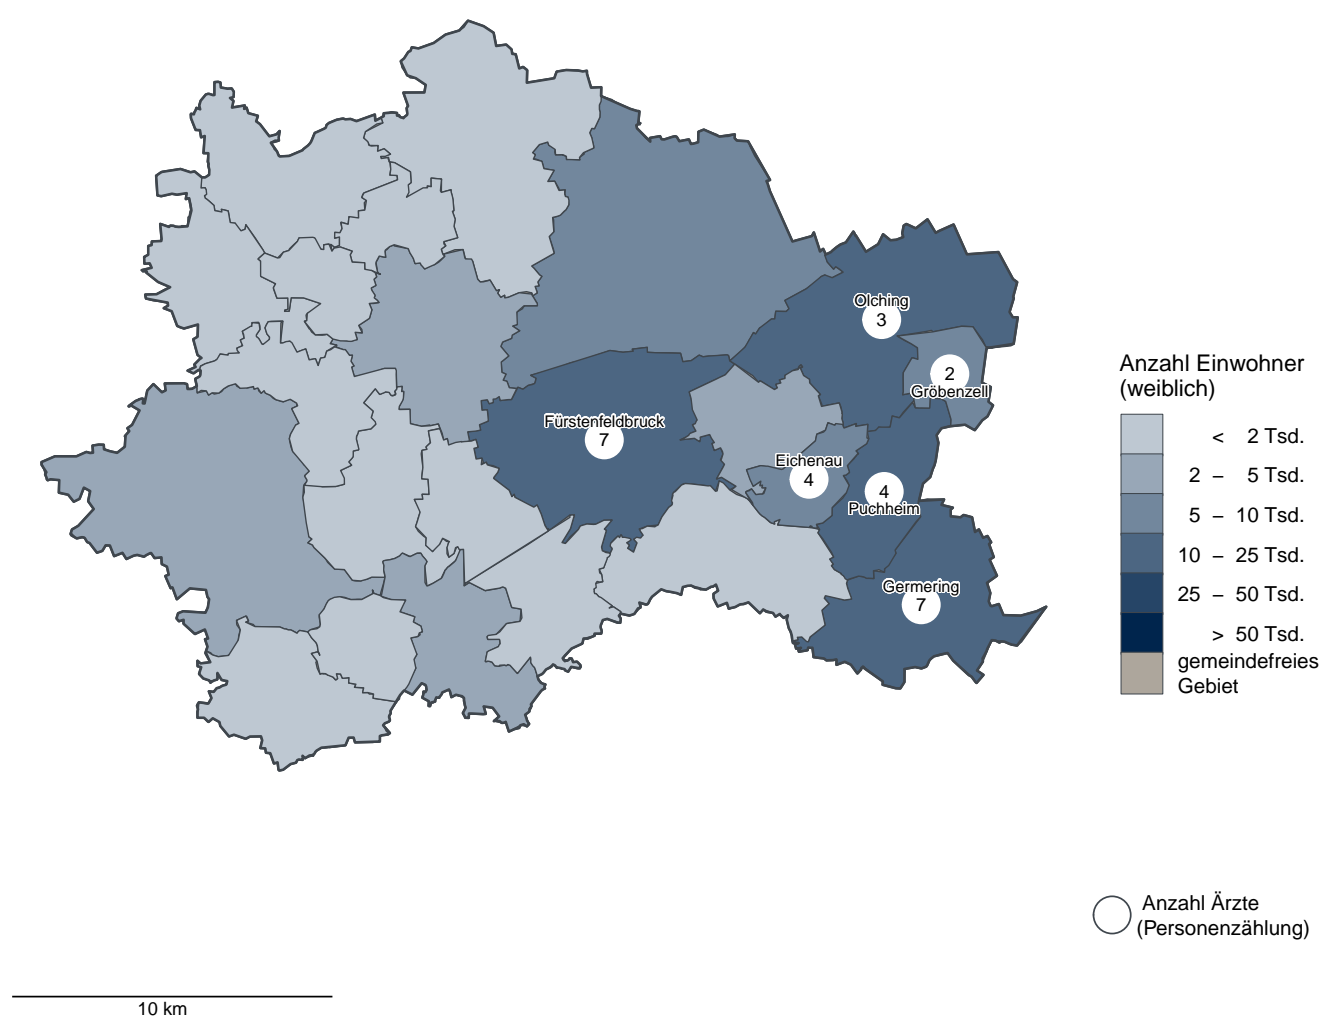 Olching
3
2
Gröbenzell
Fürstenfeldbruck
7
Eichenau
4
4
Puchheim
Germering
7
Anzahl Einwohner
(weiblich)
< 2 Tsd.
2 – 5 Tsd.
5 – 10 Tsd.
10 – 25 Tsd.
25 – 50 Tsd.
> 50 Tsd.
gemeindefreies
Gebiet
Anzahl Ärzte
(Personenzählung)
10 km